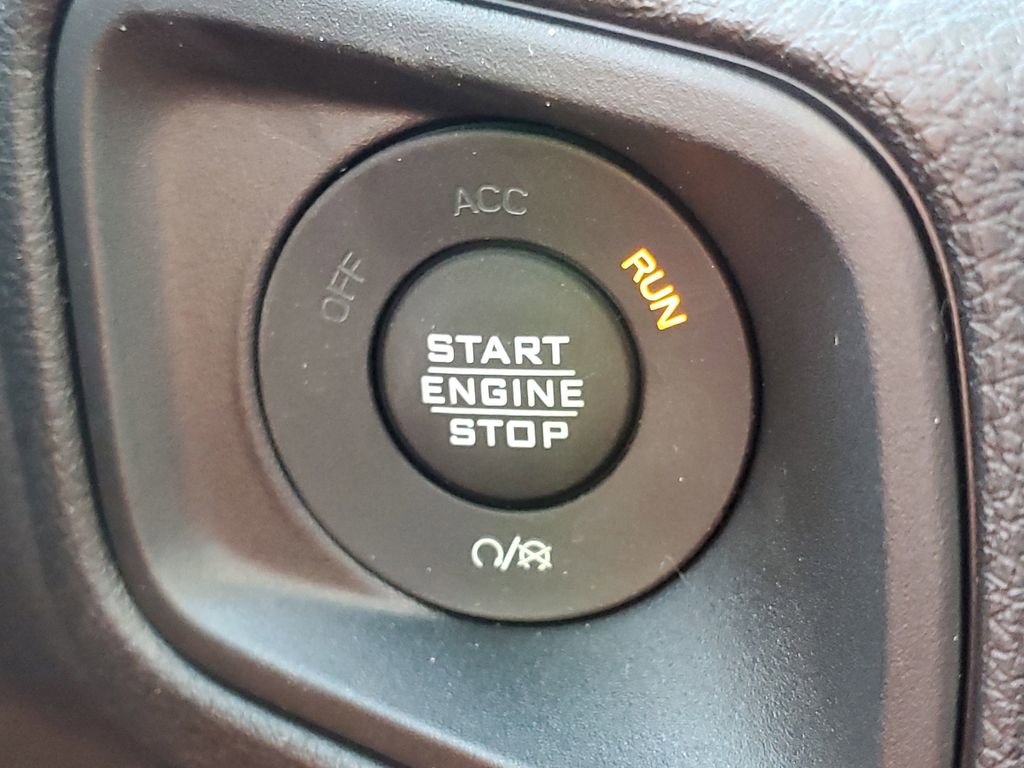 ACC
OFF
RUN
START
ENGINE
STOP